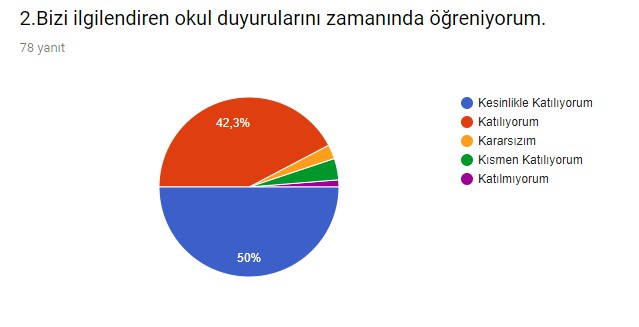 2.Bizi ilgilendiren okul duyurularını zamanında öğreniyorum.
78 yanıt
42,3%
50%
Kesinlikle Katılıyorum
Katılıyorum
Kararsızım
Kısmen Katılıyorum
Katılmıyorum